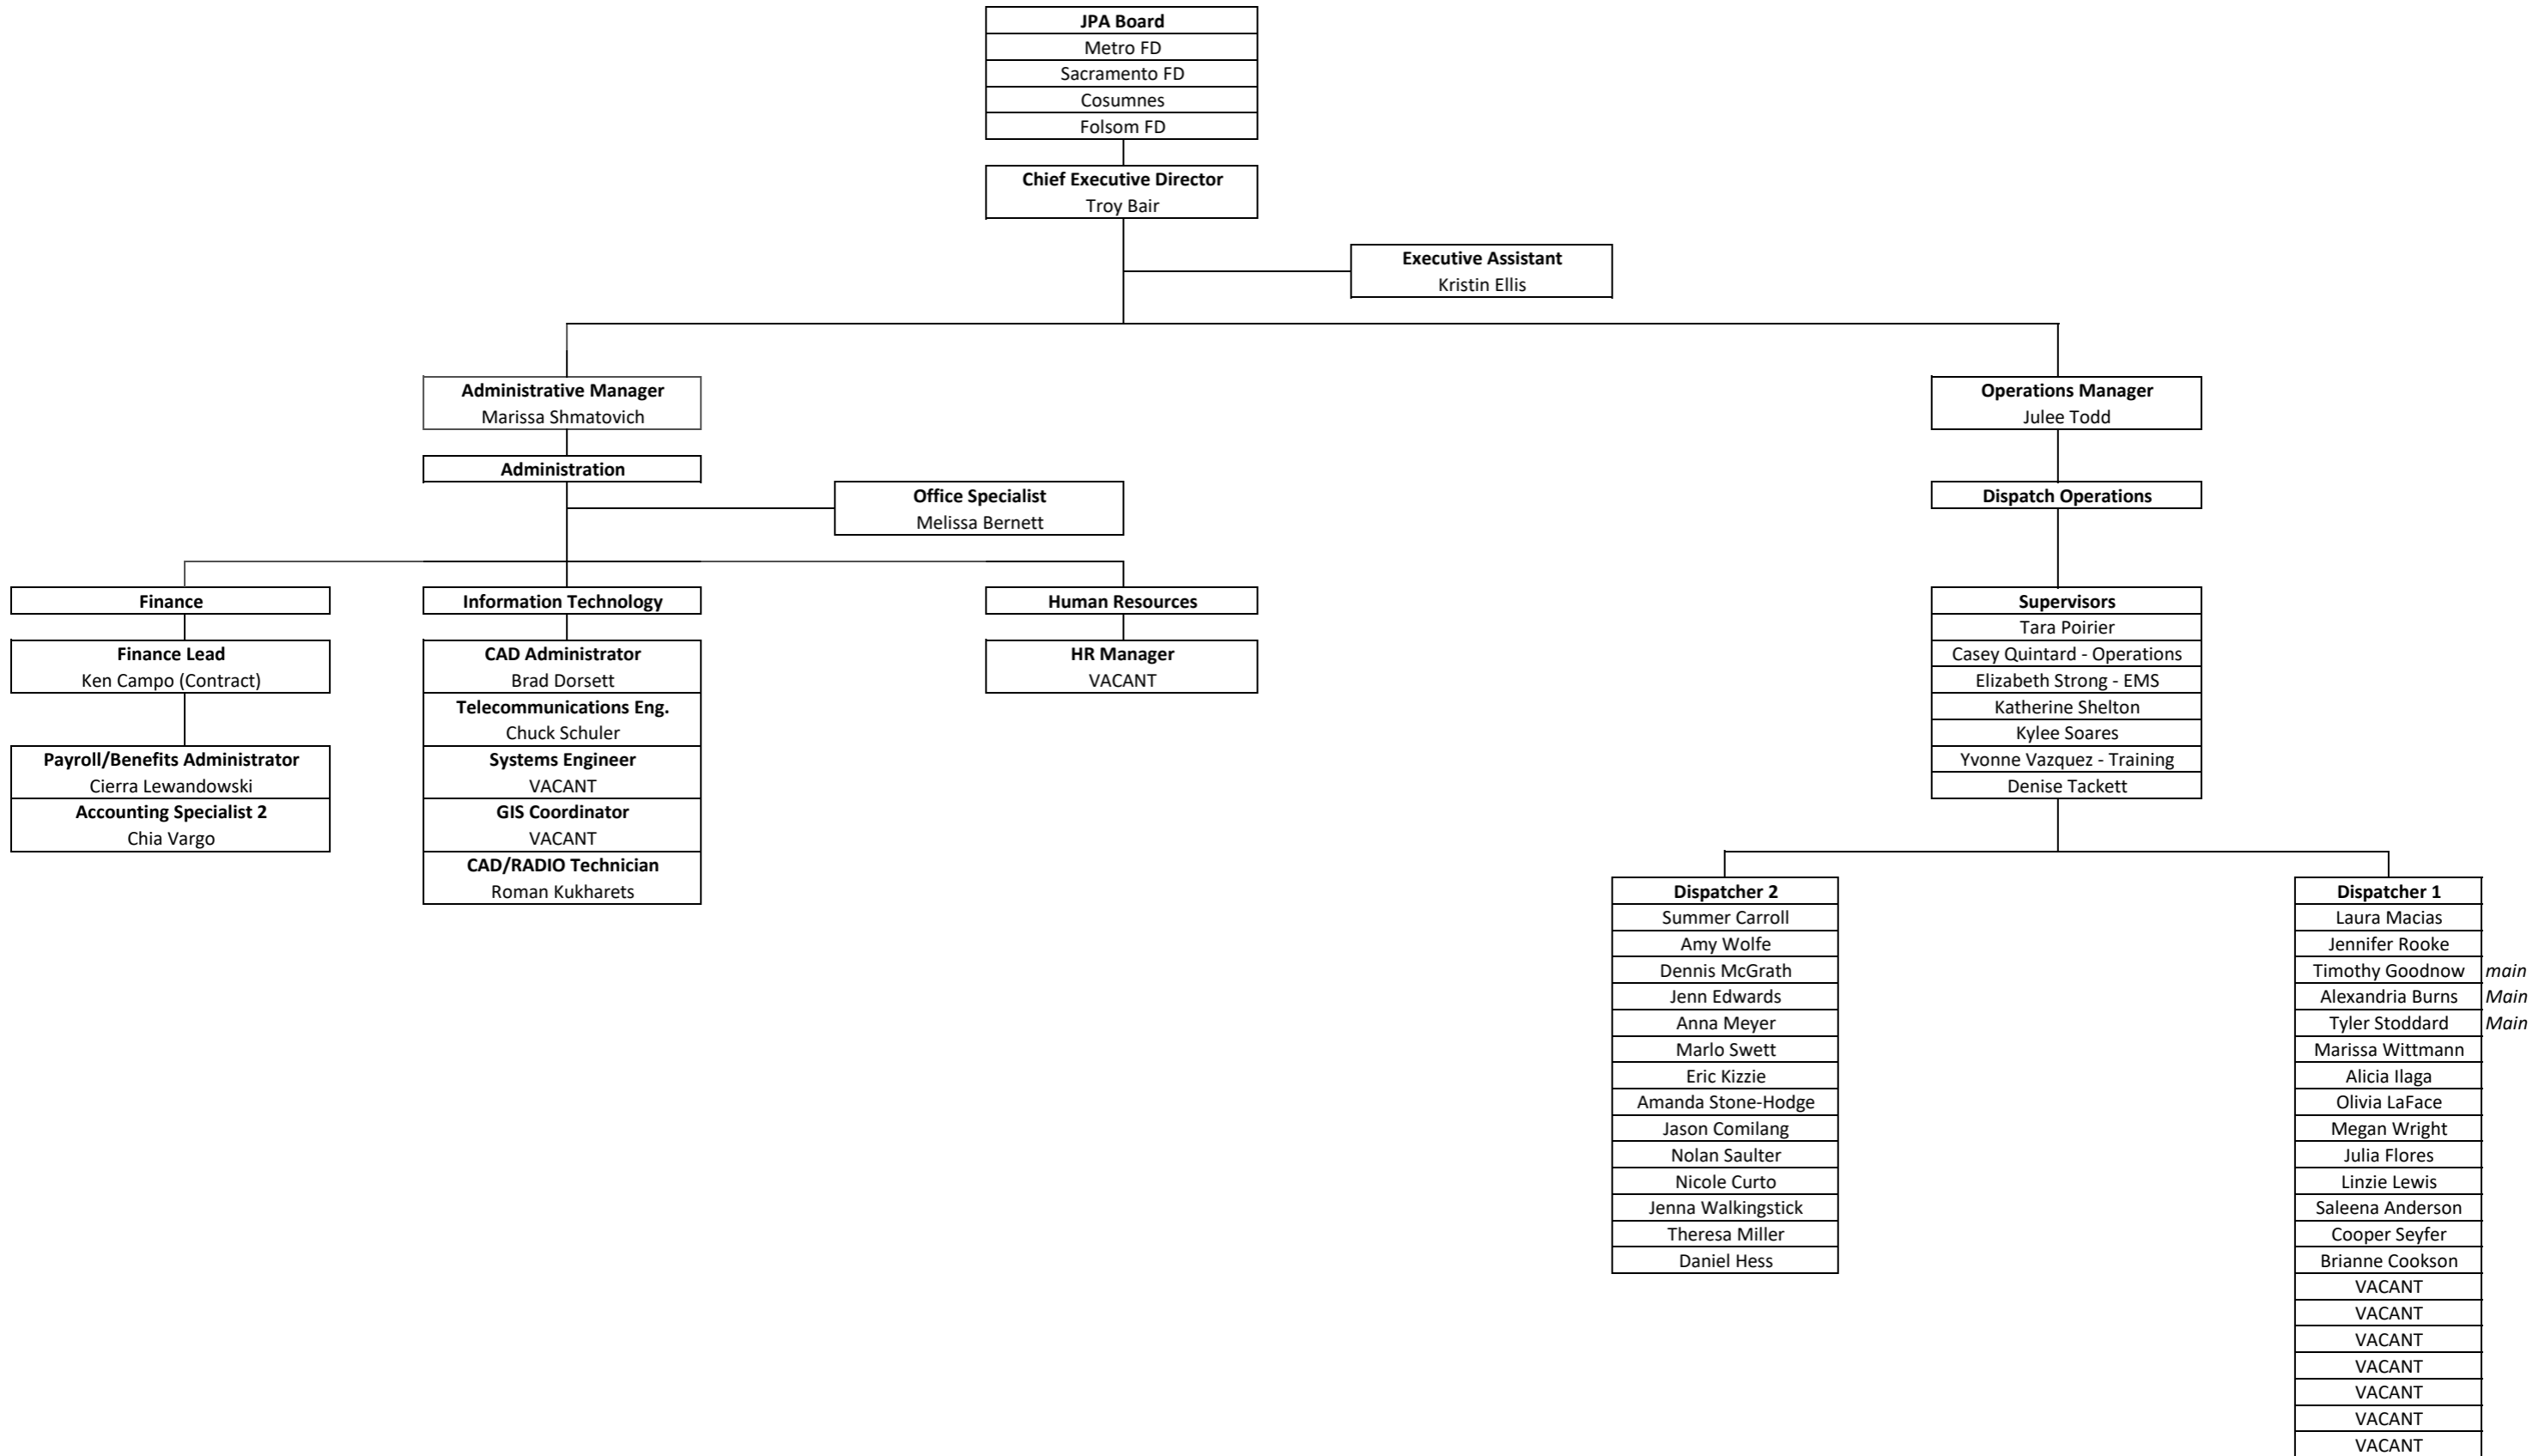 JPA Board
Metro FD
Sacramento FD
Cosumnes
Folsom FD
Chief Executive Director
Troy Bair
Executive Assistant
Kristin Ellis
Administrative Manager
Marissa Shmatovich
Administration
Office Specialist
Melissa Bernett
Finance
Finance Lead
Ken Campo (Contract)
Payroll/Benefits Administrator
Cierra Lewandowski
Accounting Specialist 2
Chia Vargo
Information Technology
CAD Administrator
Brad Dorsett
Telecommunications Eng.
Chuck Schuler
Systems Engineer
VACANT
GIS Coordinator
VACANT
CAD/RADIO Technician
Roman Kukharets
Human Resources
HR Manager
VACANT
Operations Manager
Julee Todd
Dispatch Operations
Supervisors
Tara Poirier
Casey Quintard - Operations
Elizabeth Strong - EMS
Katherine Shelton
Kylee Soares
Yvonne Vazquez - Training
Denise Tackett
Dispatcher 2
Summer Carroll
Amy Wolfe
Dennis McGrath
Jenn Edwards
Anna Meyer
Marlo Swett
Eric Kizzie
Amanda Stone-Hodge
Jason Comilang
Nolan Saulter
Nicole Curto
Jenna Walkingstick
Theresa Miller
Daniel Hess
Dispatcher 1
Laura Macias
Jennifer Rooke
Timothy Goodnow main
Alexandria Burns Main
Tyler Stoddard Main
Marissa Wittmann
Alicia Ilaga
Olivia LaFace
Megan Wright
Julia Flores
Linzie Lewis
Saleena Anderson
Cooper Seyfer
Brianne Cookson
VACANT
VACANT
VACANT
VACANT
VACANT
VACANT
VACANT